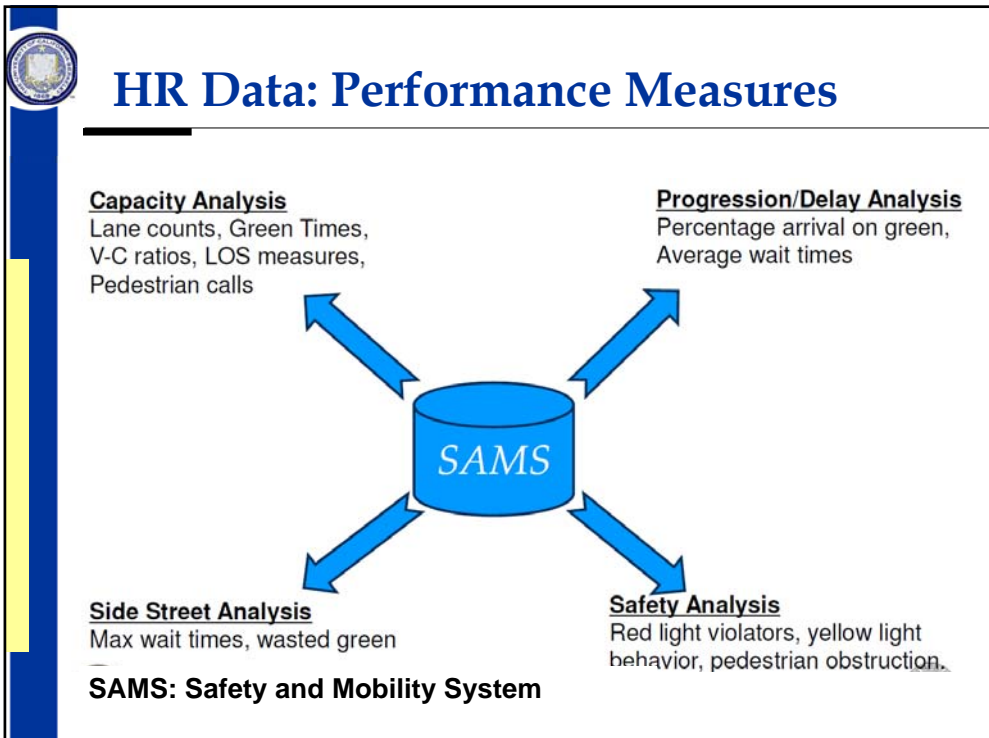 HR Data: Performance Measures
Capacity Analysis
Lane counts, Green Times,
V-C ratios, LOS measures,
Pedestrian calls
Progression/Delay Analysis
Percentage arrival on green,
Average wait times
SAMS
Side Street Analysis
Max wait times, wasted green
Safety Analysis
Red light violators, yellow light
behavior, pedestrian obstruction.
SAMS: Safety and Mobility System